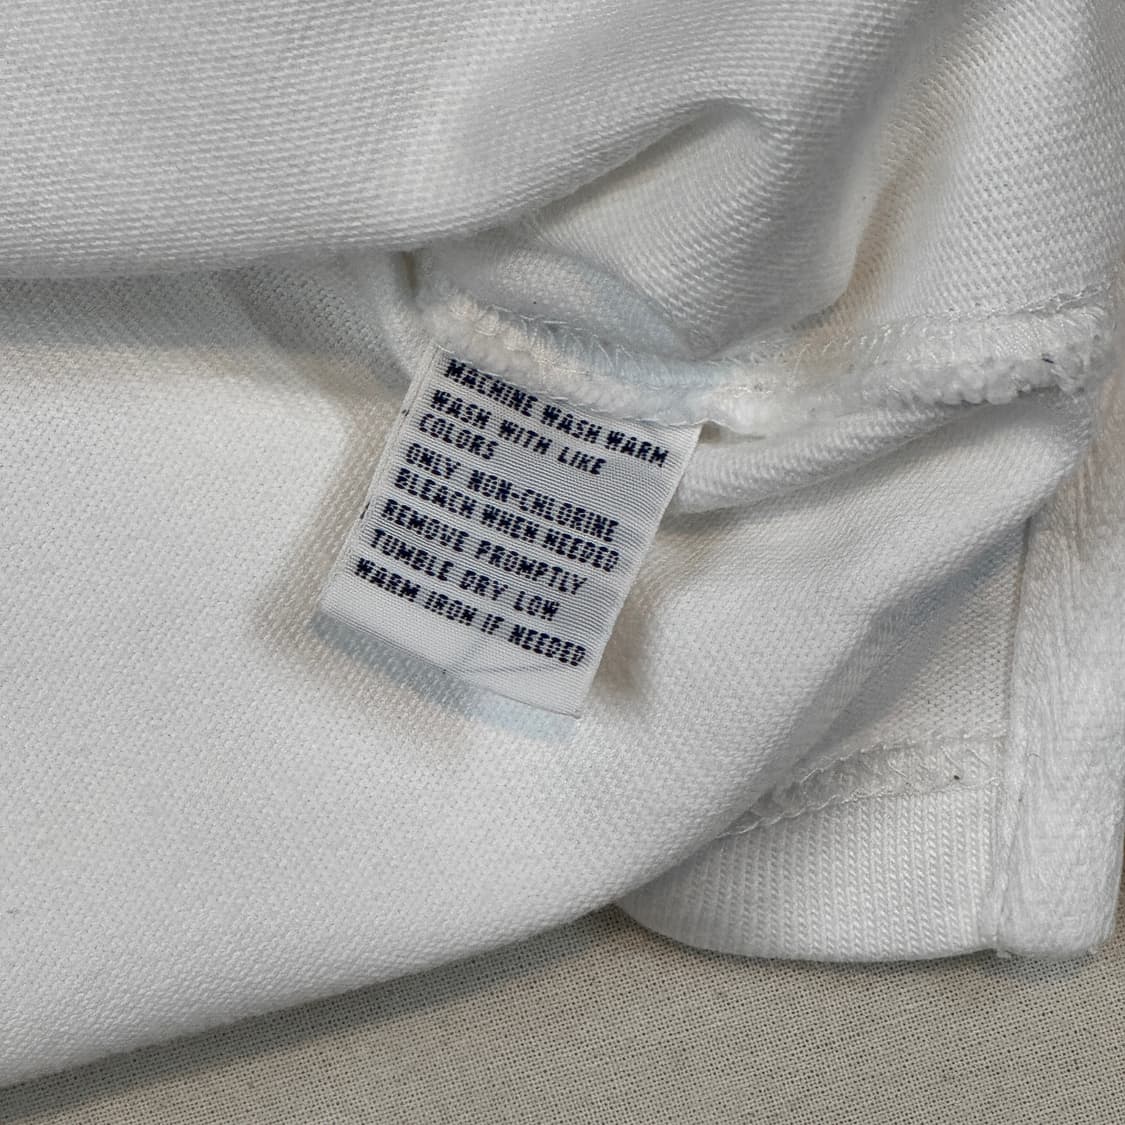 MACHINE WASH WARM
WASH WITH LIKE
COLORS
ONLY NON-CHLORINE
BLEACH WHEN NEEDED
REMOVE PROMPTLY
TUMBLE DRY LOW
WARM IRON IF NEEDED